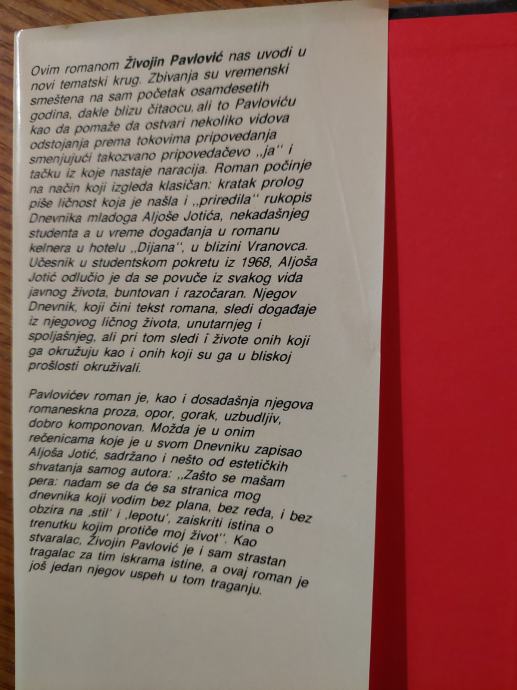 Ovim romanom Živojin Pavlović nas uvodi u
novi tematski krug. Zbivanja su vremenski
smeštena na sam početak osamdesetih
godina, dakle blizu čitaocu, ali to Pavloviću
kao da pomaže da ostvari nekoliko vidova
odstojanja prema tokovima pripovedanja
smenjujući takozvano pripovedačevo „ja" i
tačku iz koje nastaje naracija. Roman počinje
na način koji izgleda klasičan: kratak prolog
piše ličnost koja je našla i „priredila" rukopis
Dnevnika mladoga Aljoše Jotića, nekadašnjeg
studenta a u vreme događanja u romanu
kelnera u hotelu „Dijana", u blizini Vranovca.
Učesnik u studentskom pokretu iz 1968, Aljoša
Jotić odlučio je da se povuče iz svakog vida
javnog života, buntovan i razočaran. Njegov
Dnevnik, koji čini tekst romana, sledi događaje
iz njegovog ličnog života, unutarnjeg i
spoljašnjeg, ali pri tom sledi i živote onih koji
ga okružuju kao i onih koji su ga u bliskoj
prošlosti okruživali.
Pavlovićev roman je, kao i dosadašnja njegova
romaneskna proza, opor, gorak, uzbudljiv,
dobro komponovan. Možda je u onim
rečenicama koje je u svom Dnevniku zapisao
Aljoša Jotić, sadržano i nešto od estetičkih
shvatanja samog autora: „Zašto se mašam
pera: nadam se da će sa stranica mog
dnevnika koji vodim bez plana, bez reda, i bez
obzira na ‚stil' i ‚lepotu', zaiskriti istina o
trenutku kojim protiče moj život". Kao
stvaralac, Živojin Pavlović je i sam strastan
tragalac za tim iskrama istine, a ovaj roman je
još jedan njegov uspeh u tom traganju.